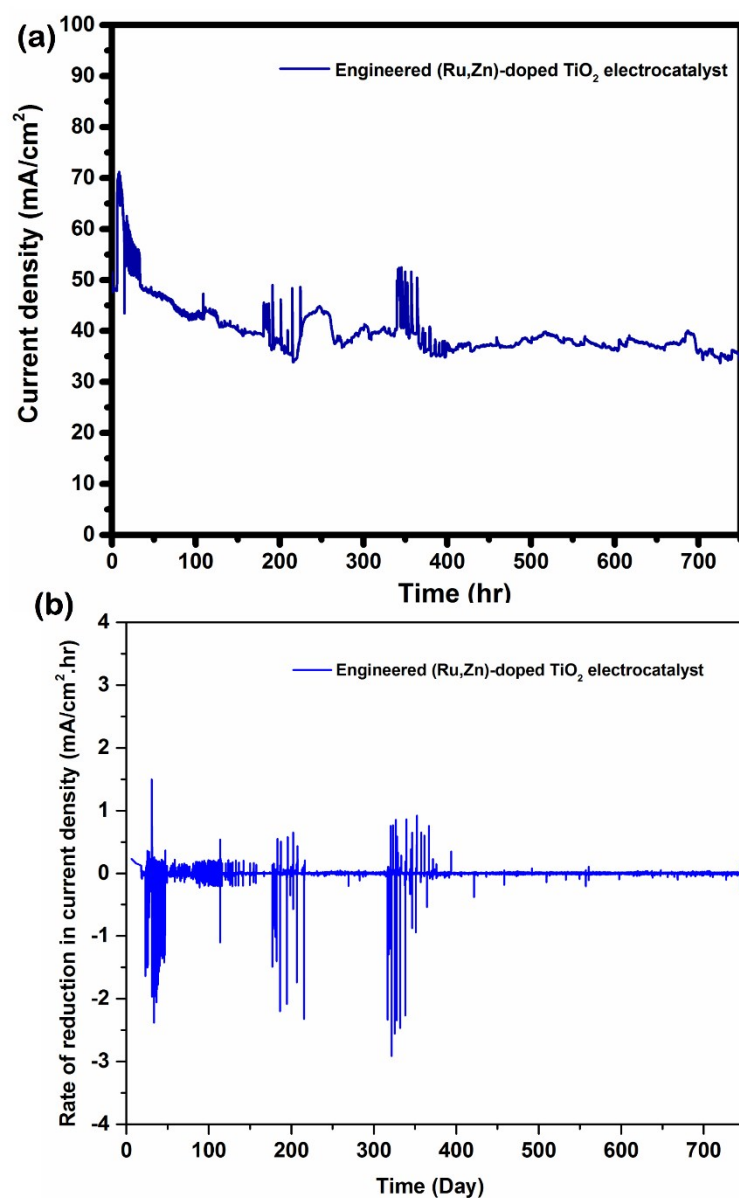 (a)
Engineered (Ru,Zn)-doped TiO₂ electrocatalyst
Current density (mA/cm²)
100
90
80
70
60
50
40
30
20
10
0
0 100 200 300 400 500 600 700
Time (hr)
(b)
Engineered (Ru,Zn)-doped TiO₂ electrocatalyst
Rate of reduction in current density (mA/cm².hr)
4
3
2
1
0
-1
-2
-3
-4
0 100 200 300 400 500 600 700
Time (Day)